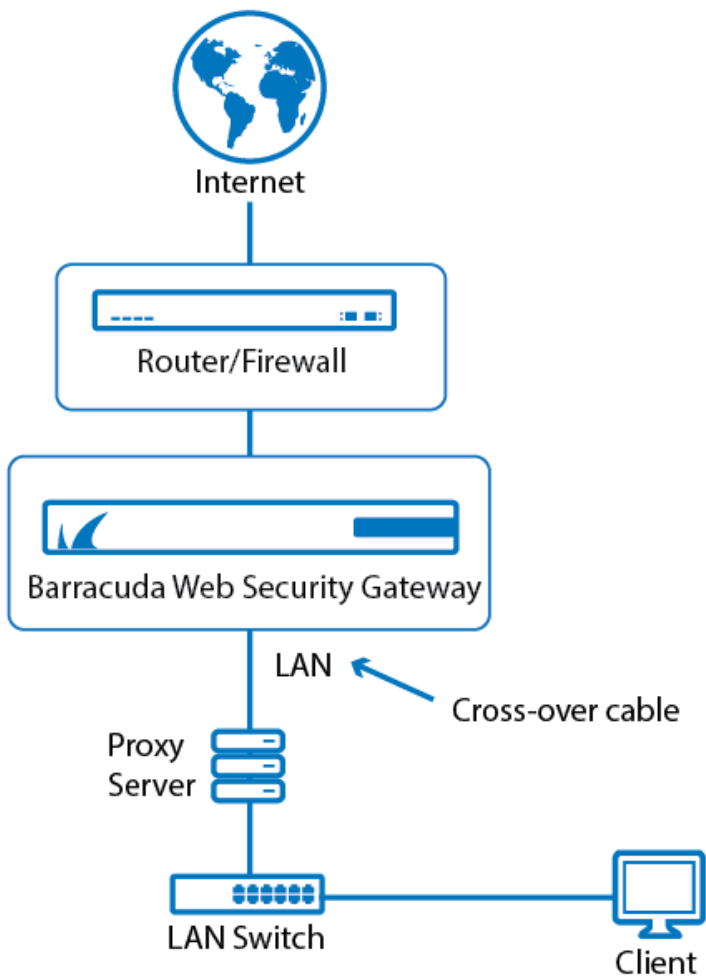 Internet
Router/Firewall
Barracuda Web Security Gateway
LAN
Cross-over cable
Proxy
Server
LAN Switch
Client